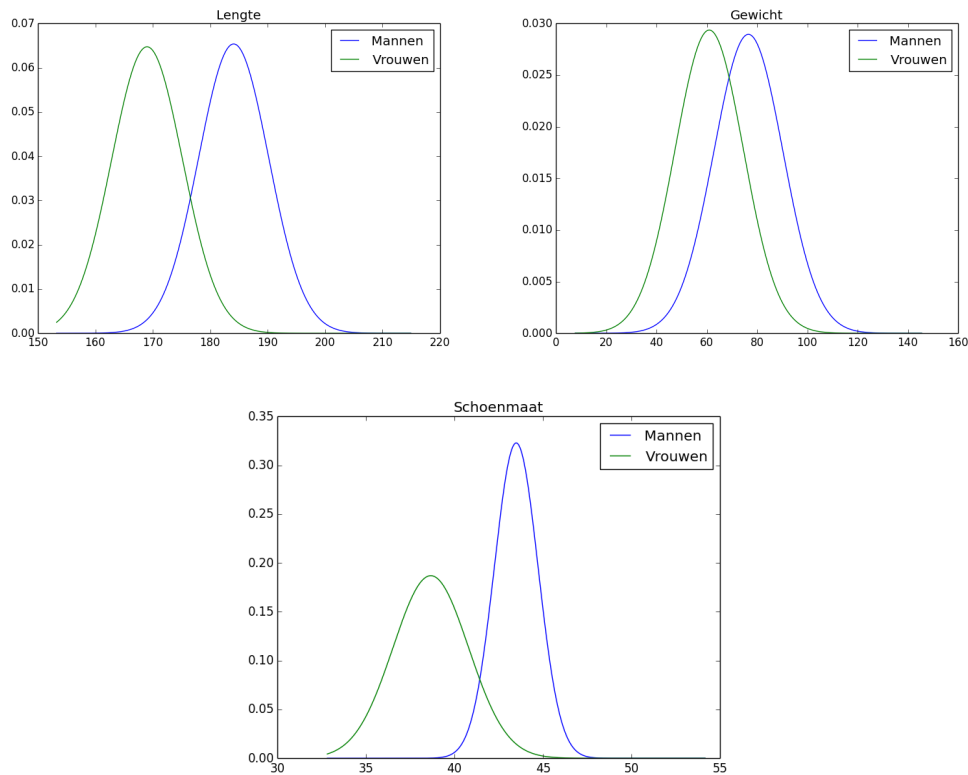 Lengte
0.07
0.06
0.05
0.04
0.03
0.02
0.01
0.00
150 160 170 180 190 200 210 220
Mannen
Vrouwen
Gewicht
0.030
0.025
0.020
0.015
0.010
0.005
0.000
0 20 40 60 80 100 120 140 160
Mannen
Vrouwen
Schoenmaat
0.35
0.30
0.25
0.20
0.15
0.10
0.05
0.00
30 35 40 45 50 55
Mannen
Vrouwen